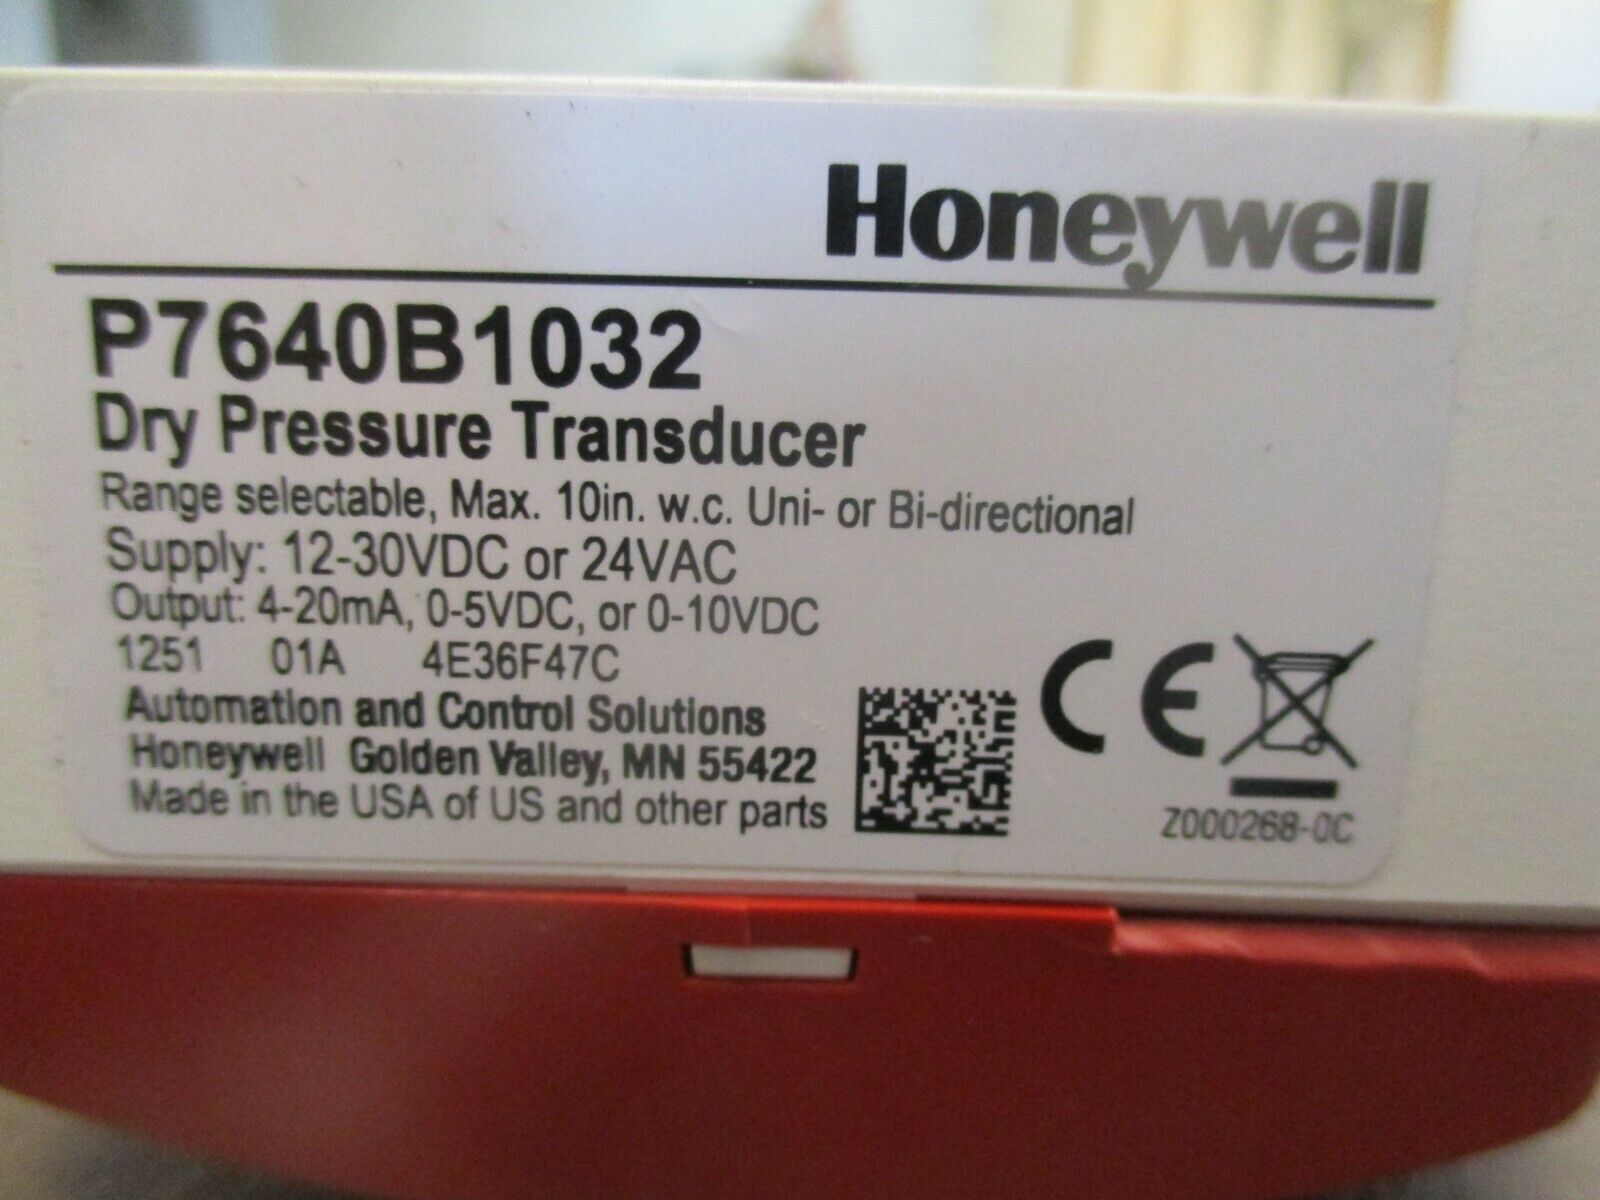 Honeywell
P7640B1032
Dry Pressure Transducer
Range selectable, Max. 10in. w.c. Uni- or Bi-directional
Supply: 12-30VDC or 24VAC
Output: 4-20mA, 0-5VDC, or 0-10VDC
1251 01A 4E36F47C
Automation and Control Solutions
Honeywell Golden Valley, MN 55422
Made in the USA of US and other parts
CE
Z000268-0C